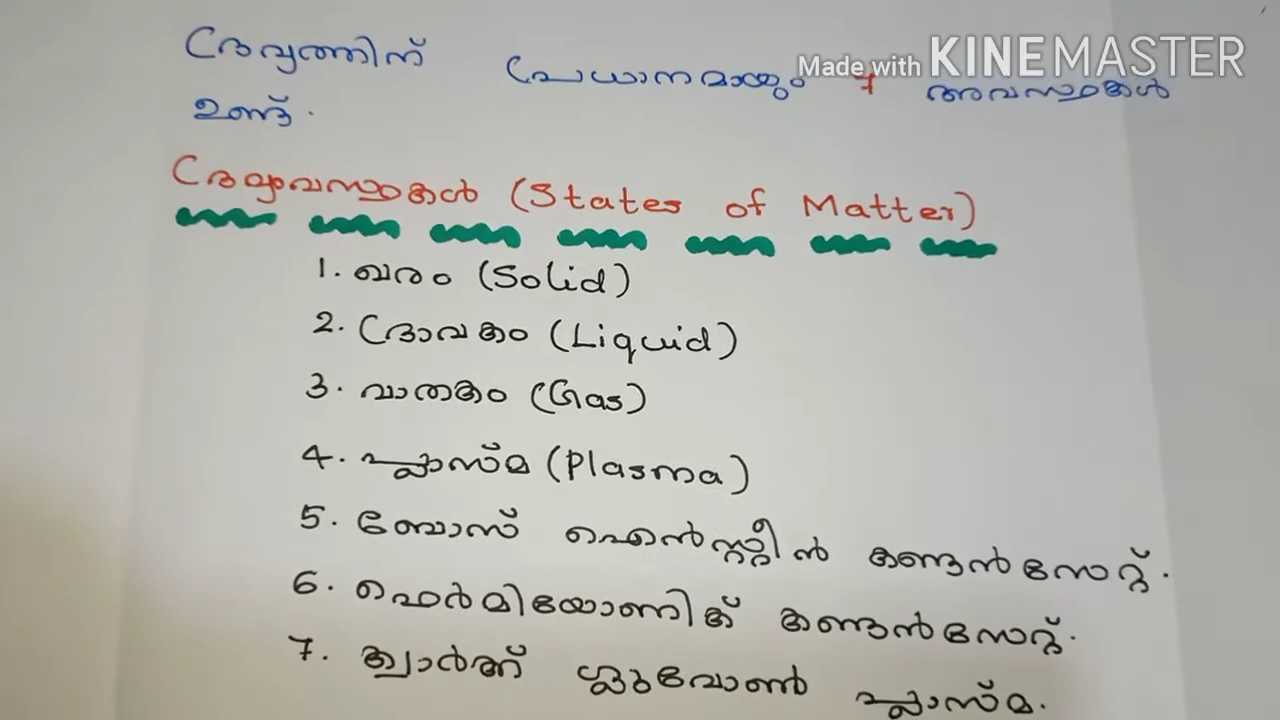 ദ്രവ്യത്തിന് പ്രധാനമായും 7 അവസ്ഥകൾ
ഉണ്ട്.
Made with KINEMASTER
ദ്രവ്യാവസ്ഥകൾ (States of Matter)
1. ഖരം (Solid)
2. ദ്രാവകം (Liquid)
3. വാതകം (Gas)
4. പ്ലാസ്മ (Plasma)
5. ബോസ് ഐൻസ്റ്റീൻ കണ്ടൻസേറ്റ്.
6. ഫെർമിയോണിക് കണ്ടൻസേറ്റ്.
7. ക്വാർക്ക് ഗ്ലുവോൺ പ്ലാസ്മ.